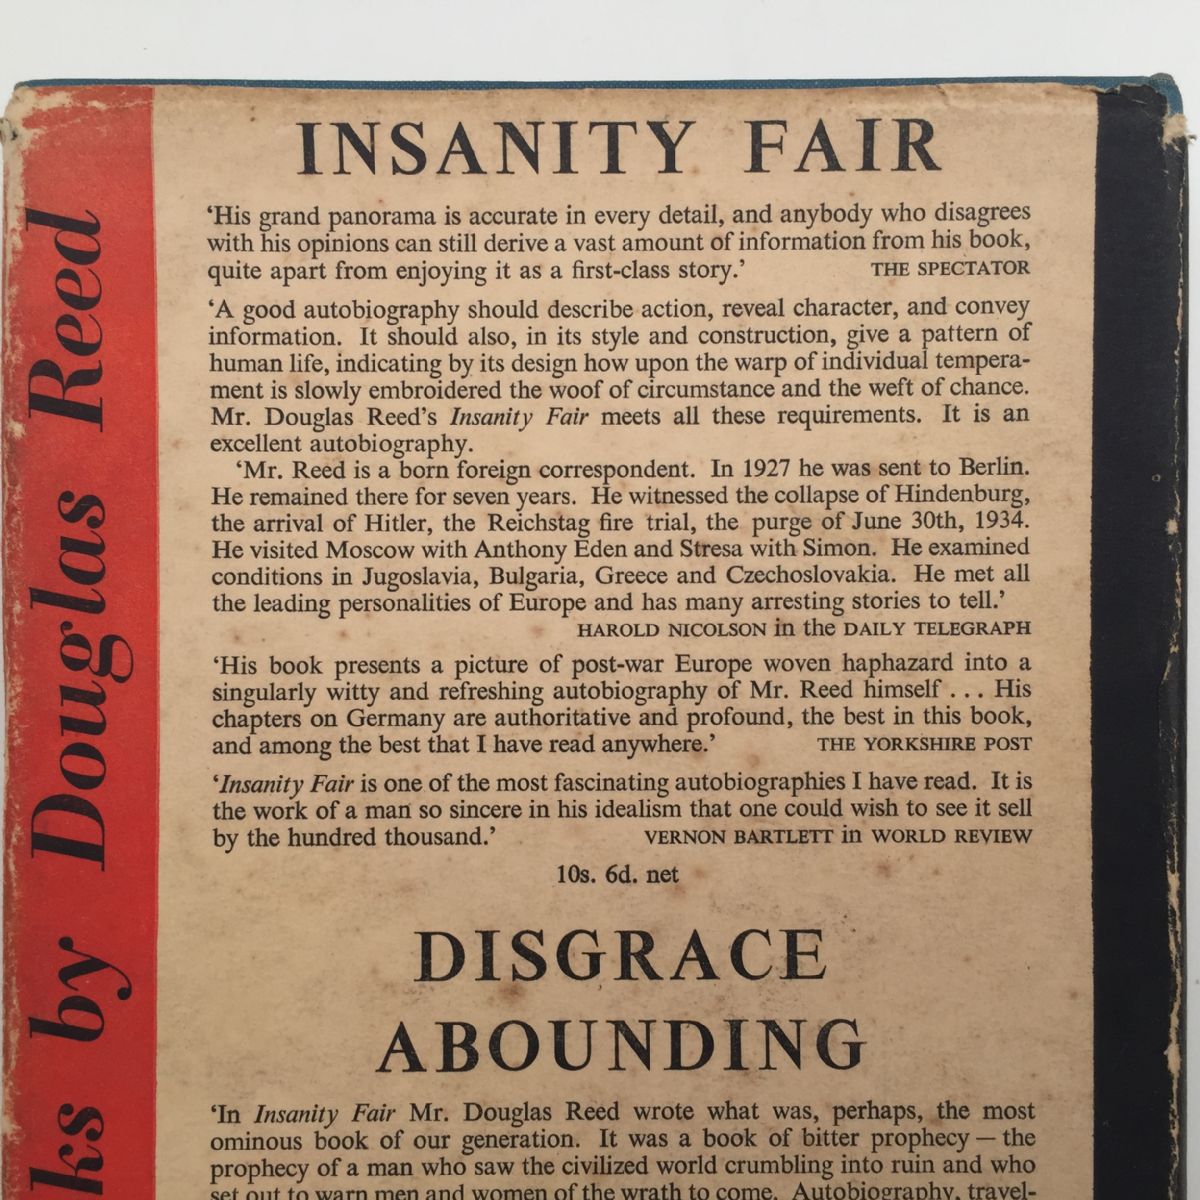 INSANITY FAIR
‘His grand panorama is accurate in every detail, and anybody who disagrees
with his opinions can still derive a vast amount of information from his book,
quite apart from enjoying it as a first-class story.’ THE SPECTATOR
‘A good autobiography should describe action, reveal character, and convey
information. It should also, in its style and construction, give a pattern of
human life, indicating by its design how upon the warp of individual tempera-
ment is slowly embroidered the woof of circumstance and the weft of chance.
Mr. Douglas Reed’s Insanity Fair meets all these requirements. It is an
excellent autobiography.
‘Mr. Reed is a born foreign correspondent. In 1927 he was sent to Berlin.
He remained there for seven years. He witnessed the collapse of Hindenburg,
the arrival of Hitler, the Reichstag fire trial, the purge of June 30th, 1934.
He visited Moscow with Anthony Eden and Stresa with Simon. He examined
conditions in Jugoslavia, Bulgaria, Greece and Czechoslovakia. He met all
the leading personalities of Europe and has many arresting stories to tell.’
HAROLD NICOLSON in the DAILY TELEGRAPH
‘His book presents a picture of post-war Europe woven haphazard into a
singularly witty and refreshing autobiography of Mr. Reed himself . . . His
chapters on Germany are authoritative and profound, the best in this book,
and among the best that I have read anywhere.’ THE YORKSHIRE POST
‘Insanity Fair is one of the most fascinating autobiographies I have read. It is
the work of a man so sincere in his idealism that one could wish to see it sell
by the hundred thousand.’ VERNON BARTLETT in WORLD REVIEW
10s. 6d. net
DISGRACE
ABOUNDING
‘In Insanity Fair Mr. Douglas Reed wrote what was, perhaps, the most
ominous book of our generation. It was a book of bitter prophecy — the
prophecy of a man who saw the civilized world crumbling into ruin and who
set out to warn men and women of the wrath to come. Autobiography, travel-
ks by Douglas Reed